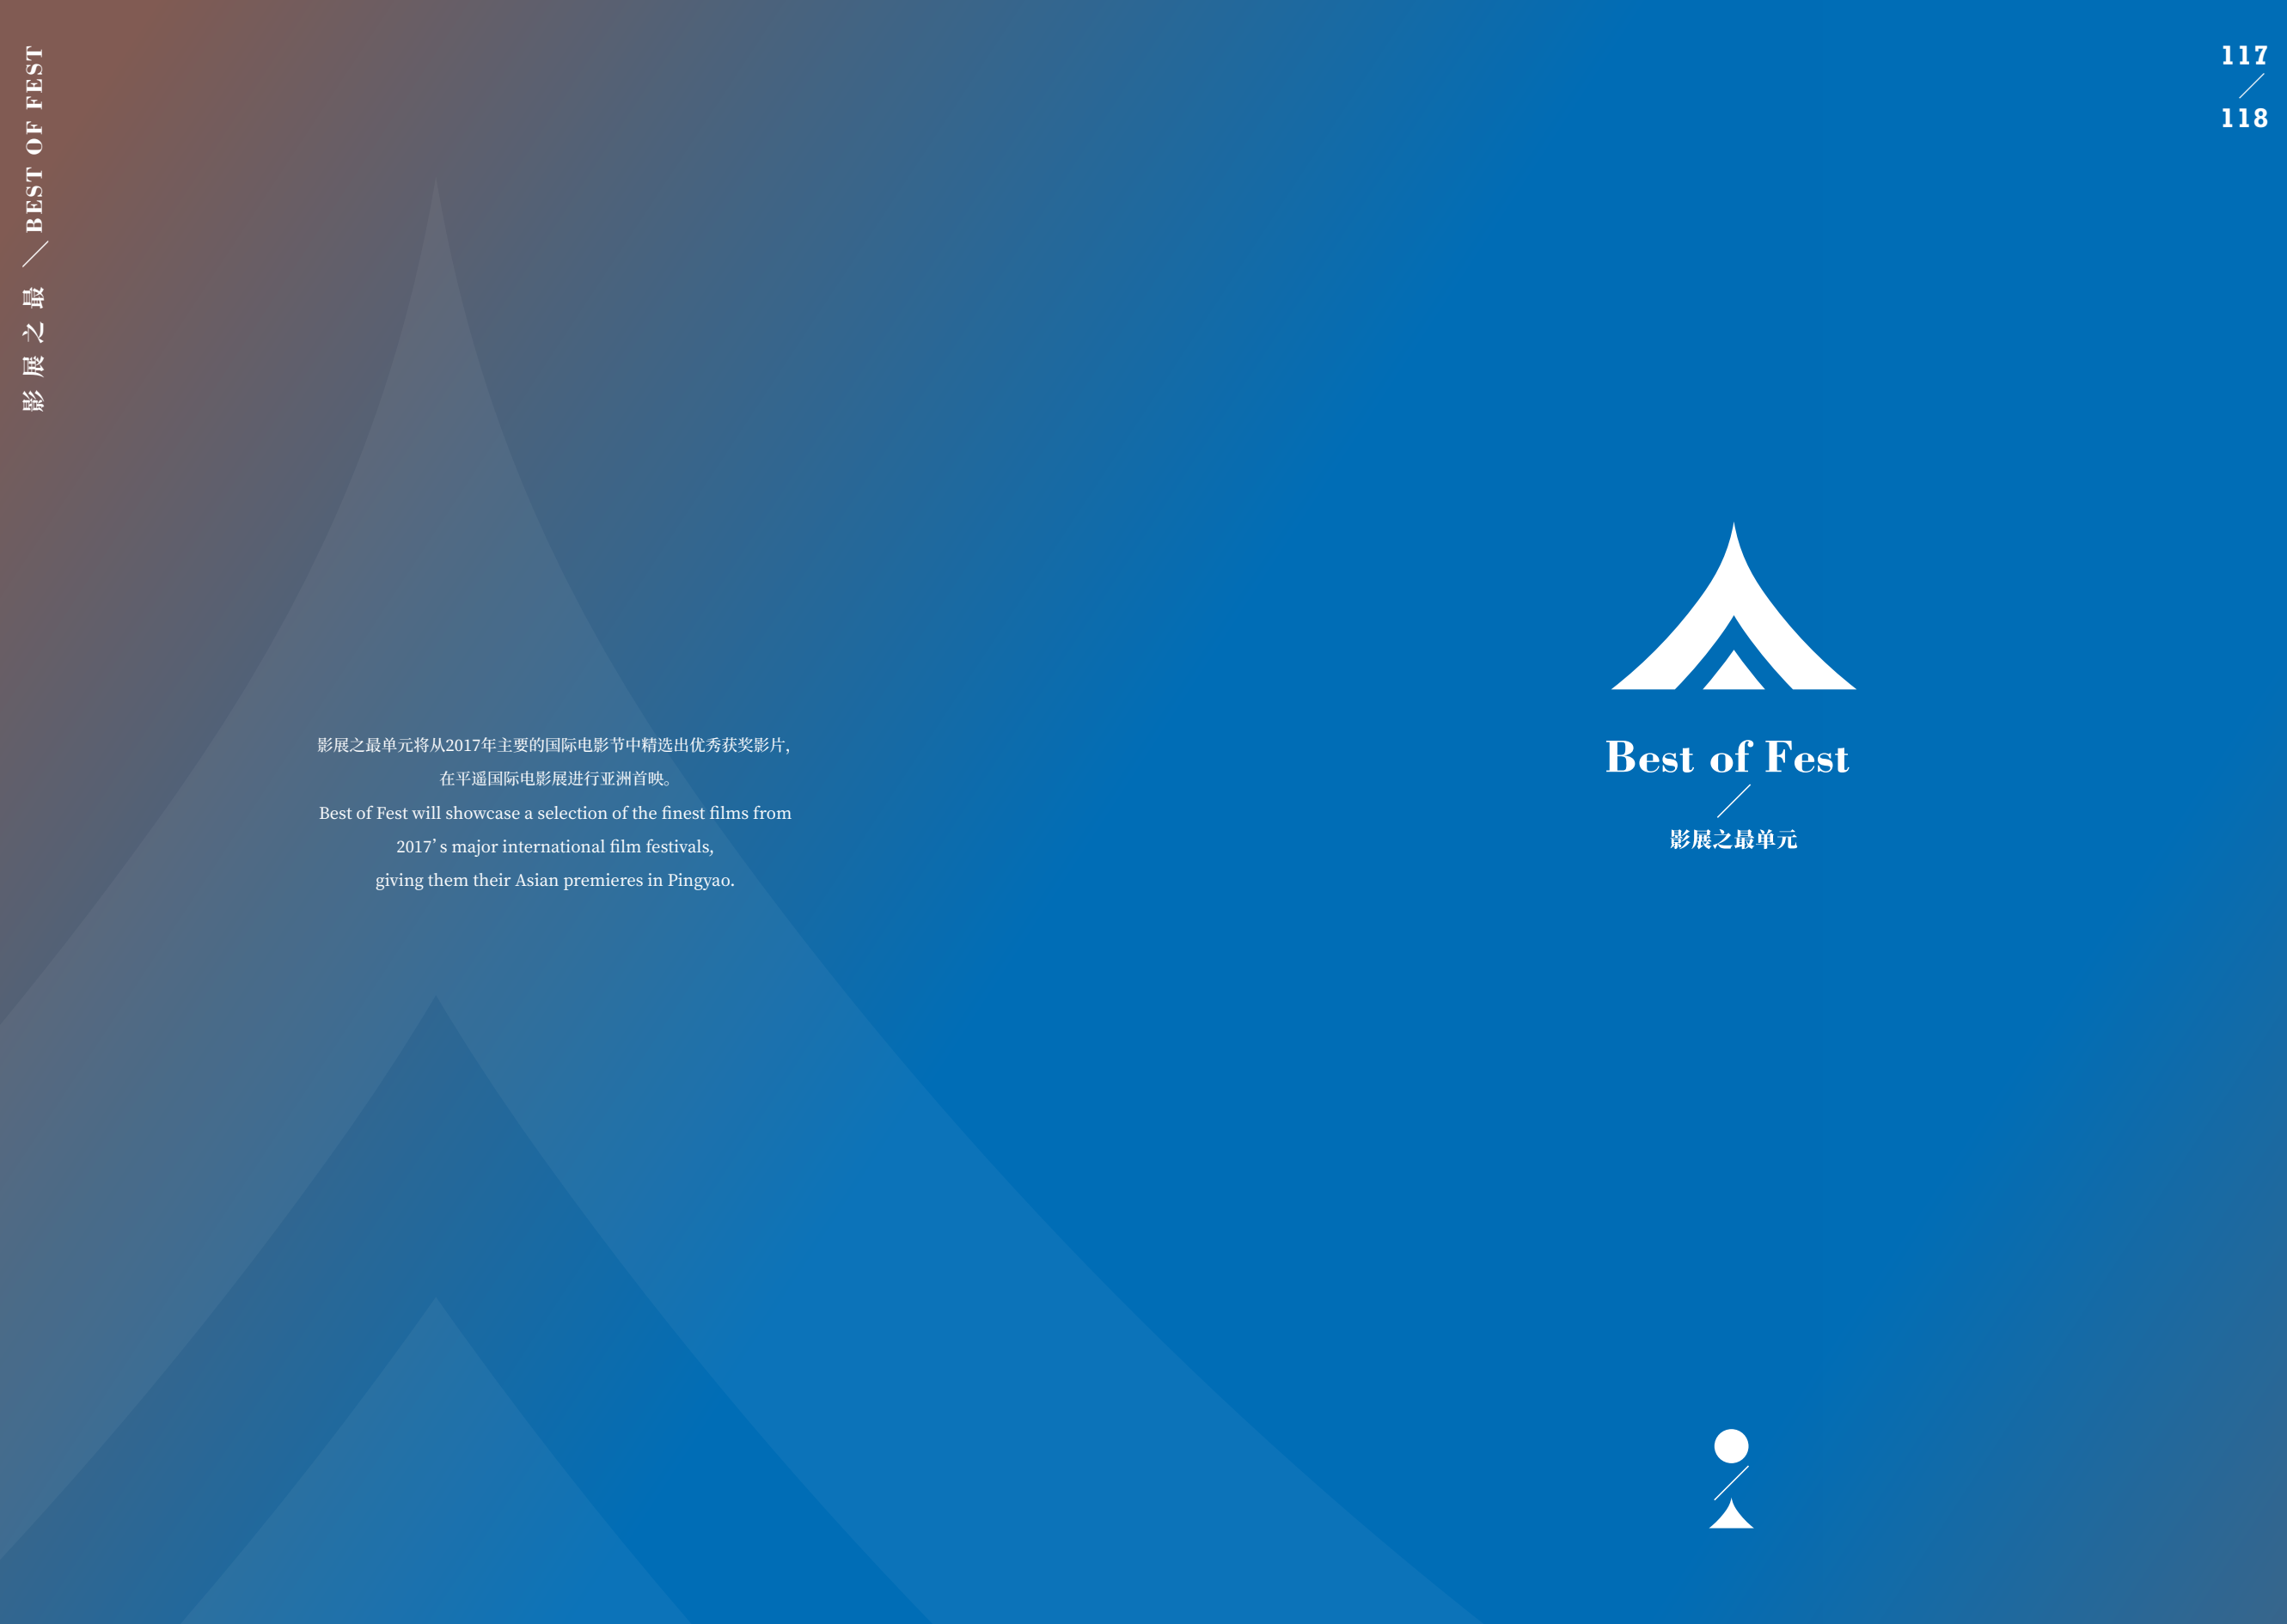 影展之最 / BEST OF FEST
117
/
118
影展之最单元将从2017年主要的国际电影节中精选出优秀获奖影片，
在平遥国际电影展进行亚洲首映。
Best of Fest will showcase a selection of the finest films from
2017’s major international film festivals,
giving them their Asian premieres in Pingyao.
Best of Fest
/
影展之最单元